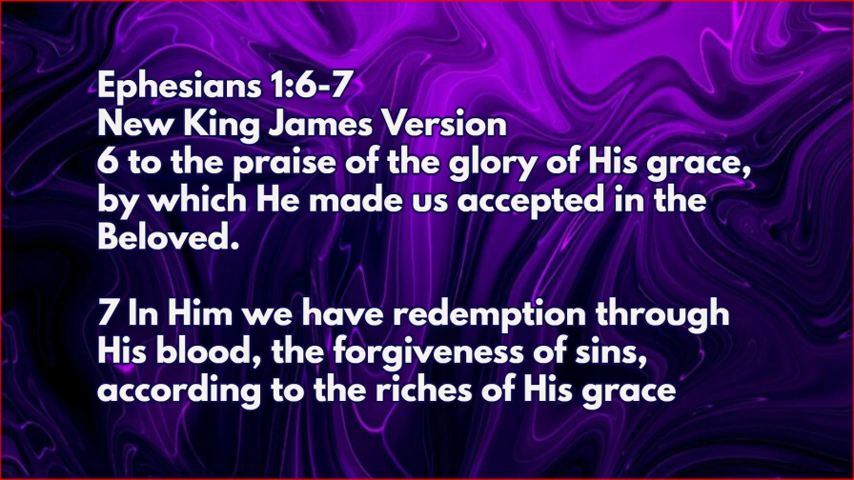 Ephesians 1:6-7
New King James Version
6 to the praise of the glory of His grace,
by which He made us accepted in the
Beloved.
7 In Him we have redemption through
His blood, the forgiveness of sins,
according to the riches of His grace